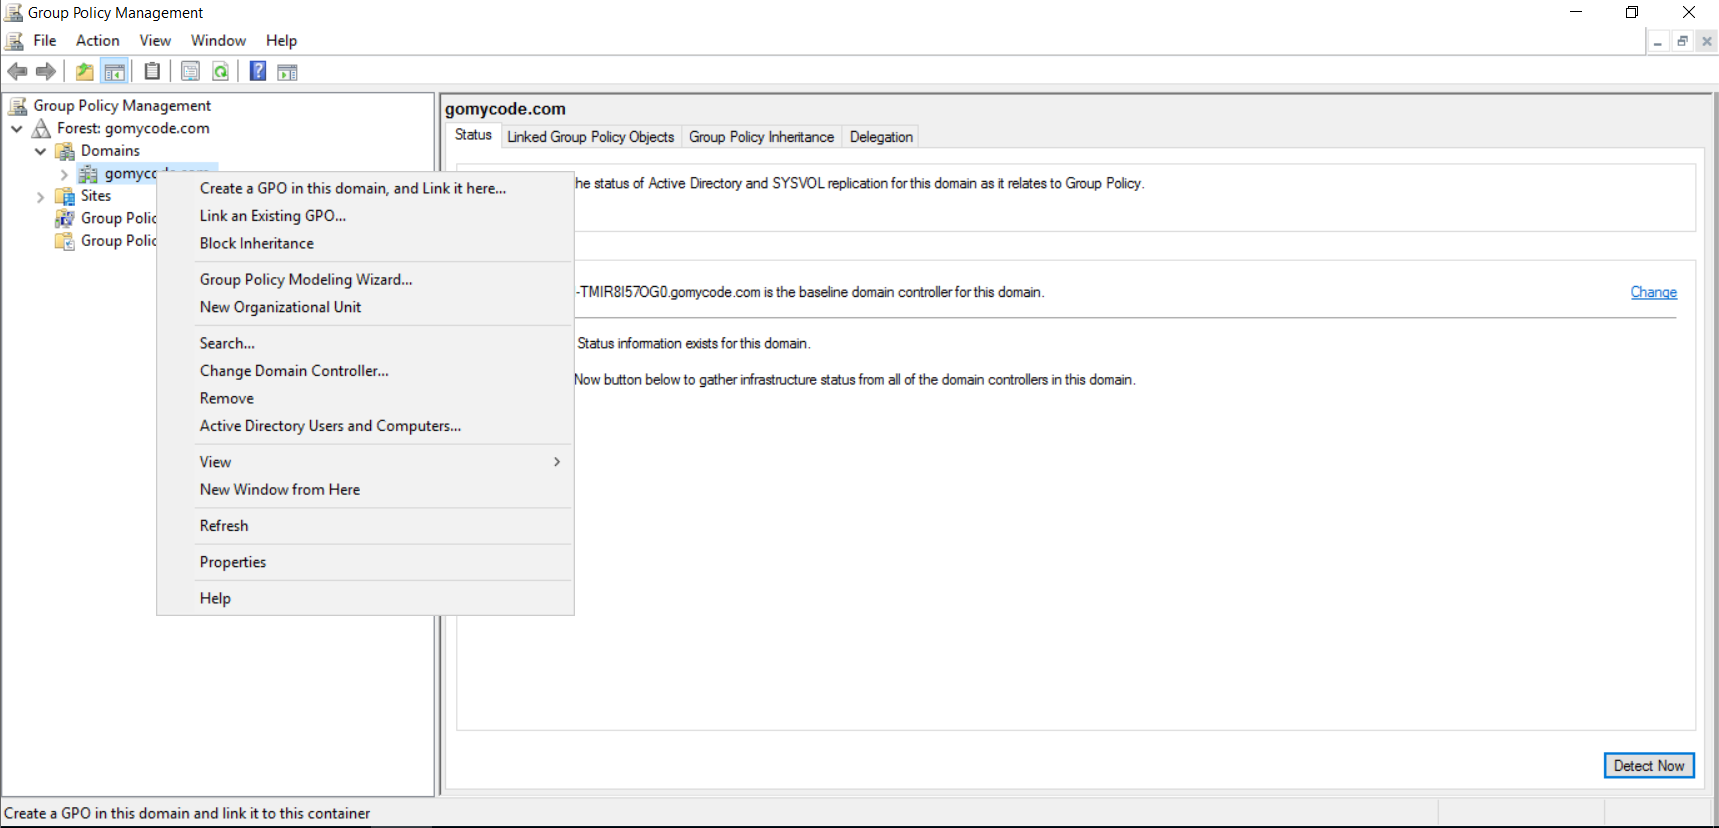 Group Policy Management
File Action View Window Help
Group Policy Management
Forest: gomycode.com
Domains
Sites
Group Polic
Group Polic
Create a GPO in this domain, and Link it here...
Link an Existing GPO...
Block Inheritance
Group Policy Modeling Wizard...
New Organizational Unit
Search...
Change Domain Controller...
Remove
Active Directory Users and Computers...
View
New Window from Here
Refresh
Properties
Help
gomycode.com
Status Linked Group Policy Objects Group Policy Inheritance Delegation
he status of Active Directory and SYSVOL replication for this domain as it relates to Group Policy.
-TMIR8I57OG0.gomycode.com is the baseline domain controller for this domain.
Change
Status information exists for this domain.
Now button below to gather infrastructure status from all of the domain controllers in this domain.
Detect Now
Create a GPO in this domain and link it to this container